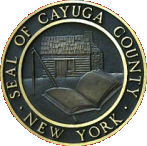 SEAL OF CAYUGA COUNTY
· NEW YORK ·